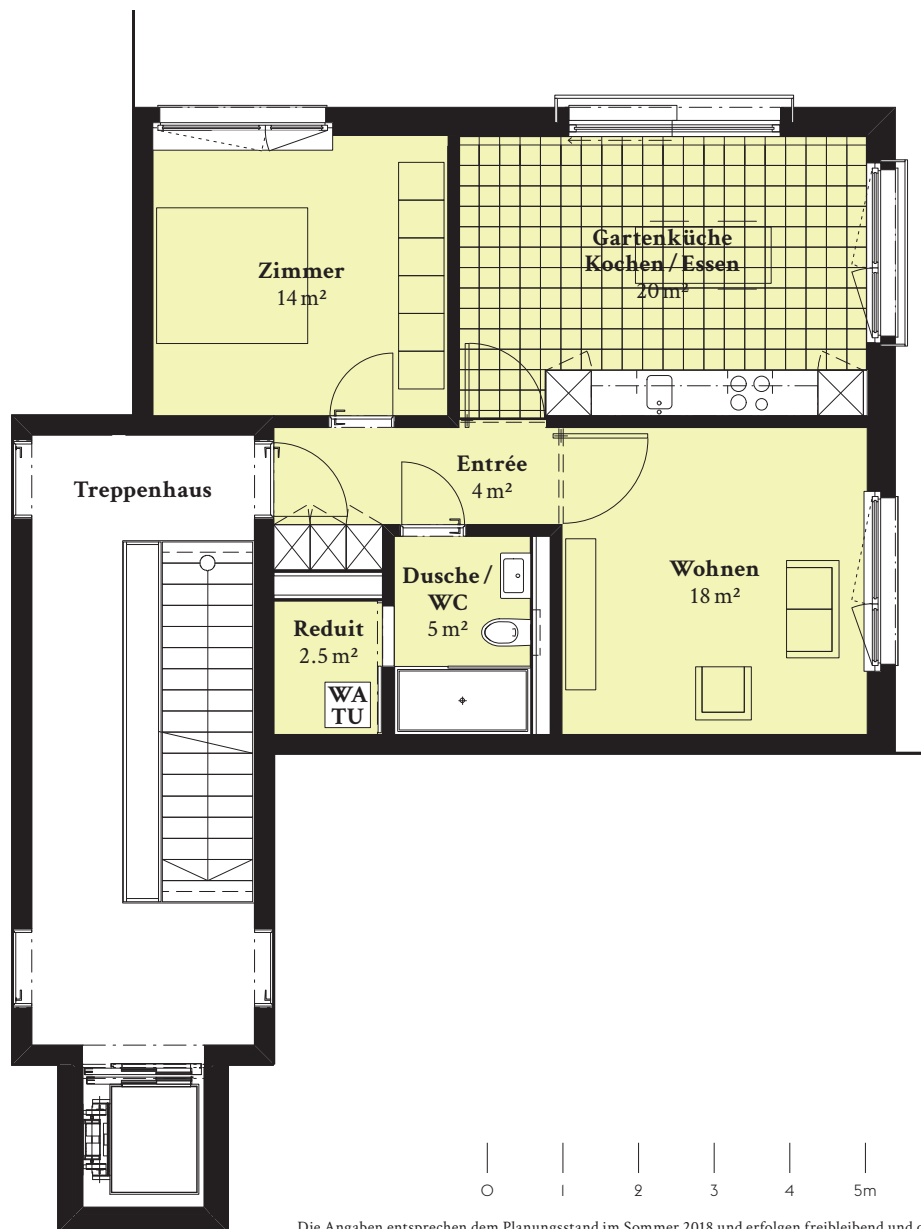 Gartenküche
Kochen / Essen
20 m²
Zimmer
14 m²
Entrée
4 m²
Treppenhaus
Dusche /
WC
5 m²
Wohnen
18 m²
Reduit
2.5 m²
WA
TU
0 1 2 3 4 5m
Die Angaben entsprechen dem Planungsstand im Sommer 2018 und erfolgen freibleibend und